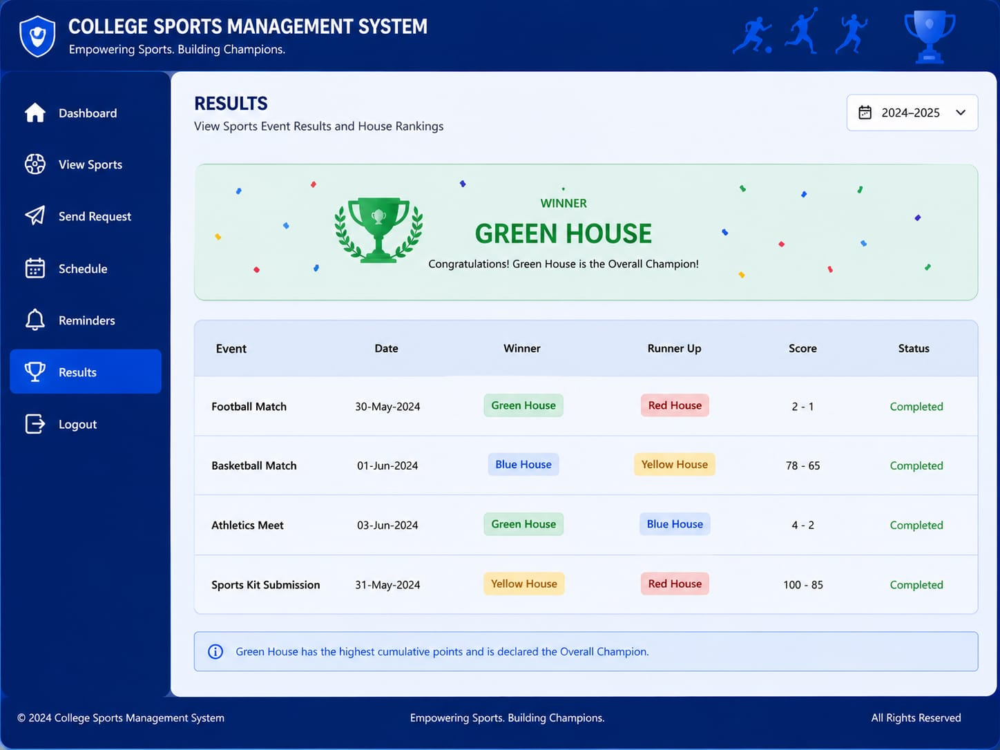 COLLEGE SPORTS MANAGEMENT SYSTEM
Empowering Sports. Building Champions.
Dashboard
View Sports
Send Request
Schedule
Reminders
Results
Logout
RESULTS
View Sports Event Results and House Rankings
2024–2025
WINNER
GREEN HOUSE
Congratulations! Green House is the Overall Champion!
Event Date Winner Runner Up Score Status
Football Match 30-May-2024 Green House Red House 2 - 1 Completed
Basketball Match 01-Jun-2024 Blue House Yellow House 78 - 65 Completed
Athletics Meet 03-Jun-2024 Green House Blue House 4 - 2 Completed
Sports Kit Submission 31-May-2024 Yellow House Red House 100 - 85 Completed
Green House has the highest cumulative points and is declared the Overall Champion.
© 2024 College Sports Management System Empowering Sports. Building Champions. All Rights Reserved